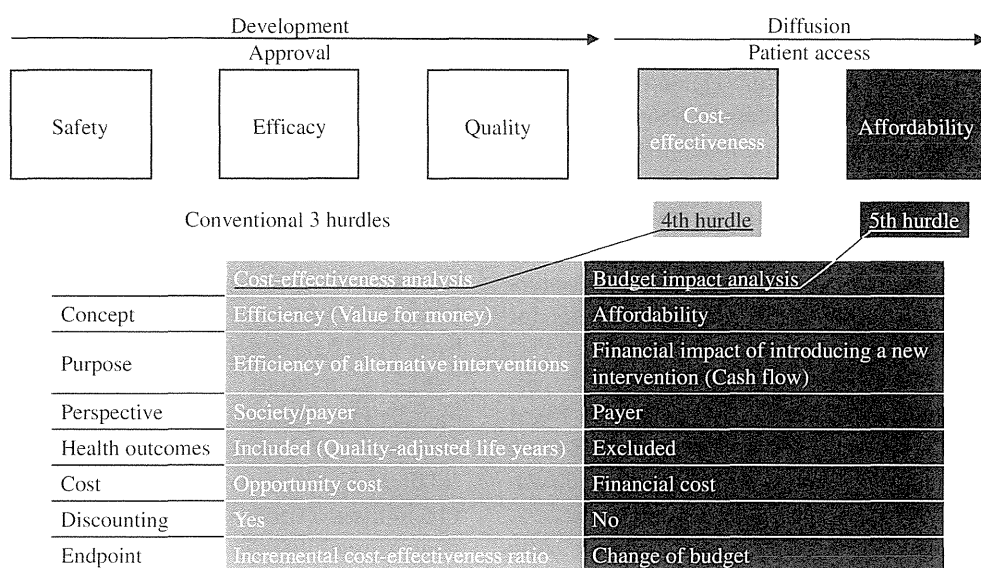 Development
Diffusion
Approval
Patient access
Safety
Efficacy
Quality
Cost-
effectiveness
Affordability
Conventional 3 hurdles
4th hurdle
5th hurdle
Cost-effectiveness analysis
Budget impact analysis
Concept
Efficiency (Value for money)
Affordability
Purpose
Efficiency of alternative interventions
Financial impact of introducing a new
intervention (Cash flow)
Perspective
Society/payer
Payer
Health outcomes
Included (Quality-adjusted life years)
Excluded
Cost
Opportunity cost
Financial cost
Discounting
Yes
No
Endpoint
Incremental cost-effectiveness ratio
Change of budget